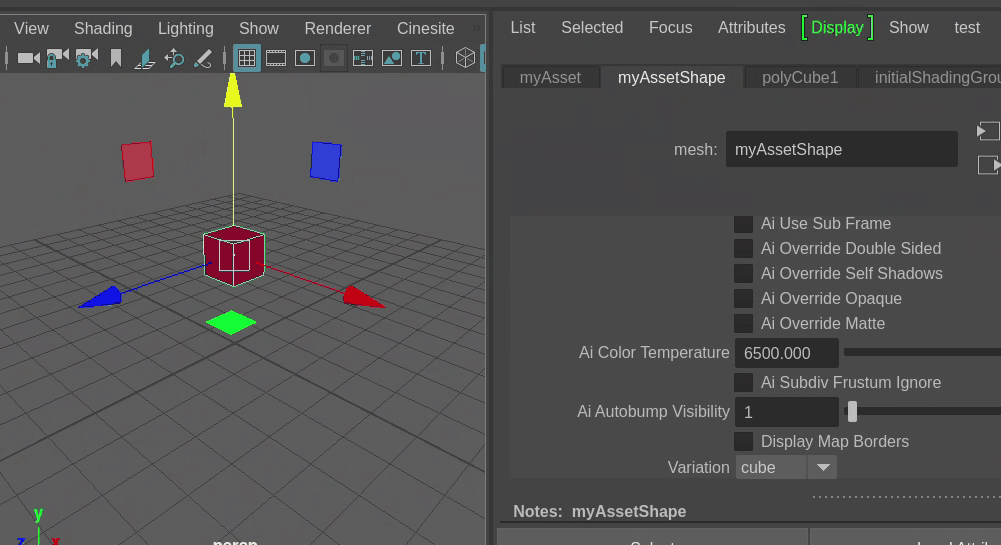 View Shading Lighting Show Renderer Cinesite
List Selected Focus Attributes [Display] Show test
T
myAsset myAssetShape polyCube1 initialShadingGrou
mesh: myAssetShape
Ai Use Sub Frame
Ai Override Double Sided
Ai Override Self Shadows
Ai Override Opaque
Ai Override Matte
Ai Color Temperature 6500.000
Ai Subdiv Frustum Ignore
Ai Autobump Visibility 1
Display Map Borders
Variation cube
Notes: myAssetShape
y
z x
persp